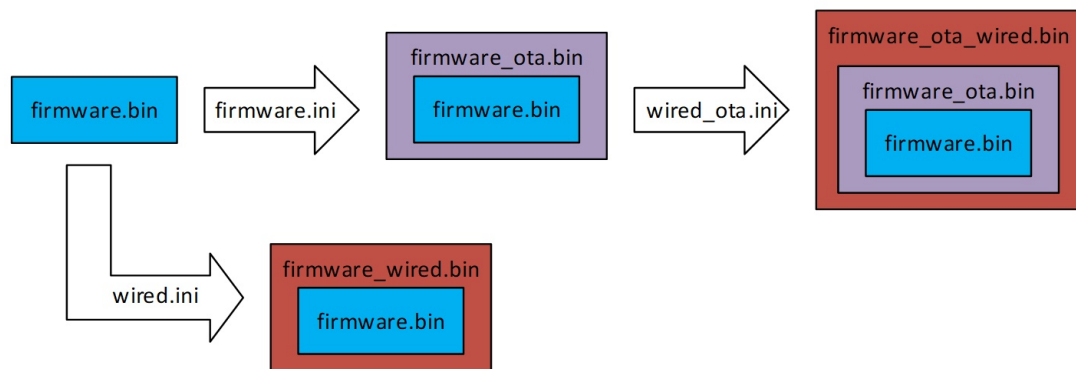 firmware.bin
firmware.ini
firmware_ota.bin
firmware.bin
wired_ota.ini
firmware_ota_wired.bin
firmware_ota.bin
firmware.bin
wired.ini
firmware_wired.bin
firmware.bin